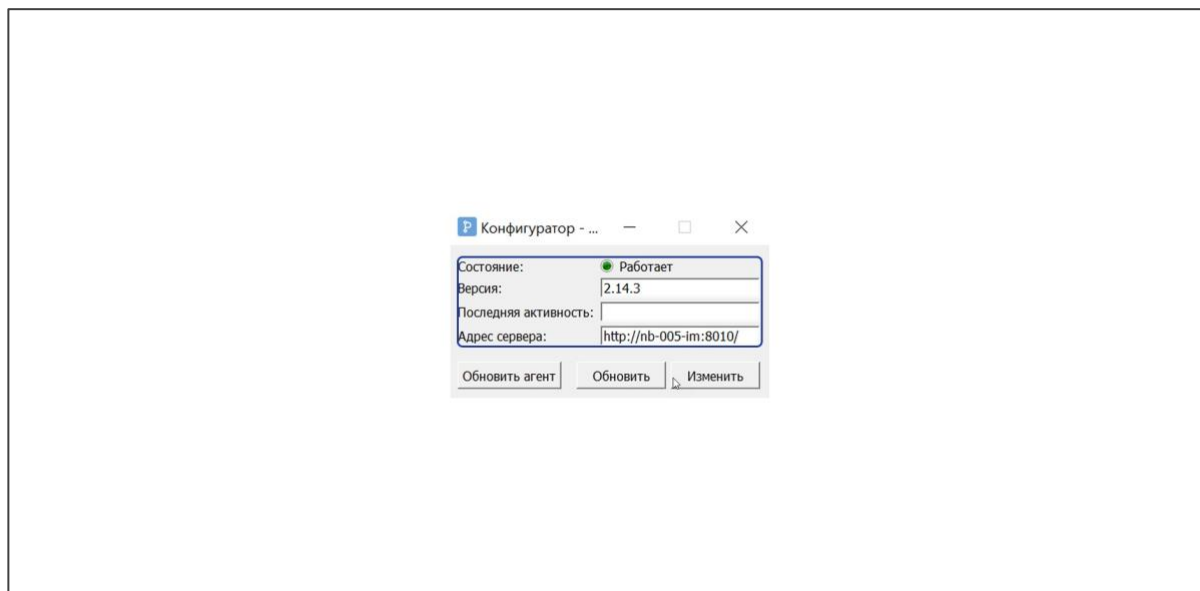 Конфигуратор - ...
Состояние: Работает
Версия: 2.14.3
Последняя активность:
Адрес сервера: http://nb-005-im:8010/
Обновить агент Обновить Изменить